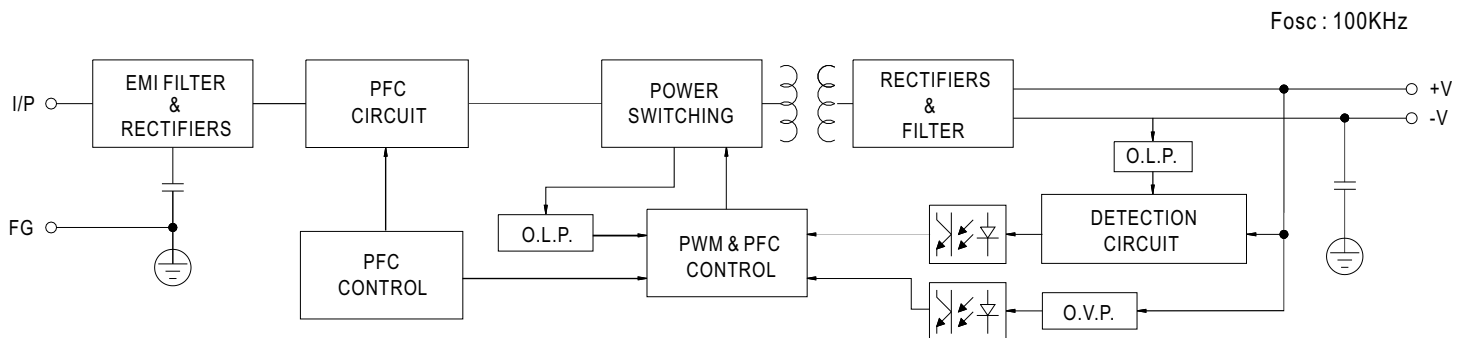 Fosc : 100KHz
I/P
EMI FILTER
&
RECTIFIERS
PFC
CIRCUIT
POWER
SWITCHING
RECTIFIERS
&
FILTER
+V
-V
O.L.P.
FG
O.L.P.
PFC
CONTROL
PWM & PFC
CONTROL
DETECTION
CIRCUIT
O.V.P.